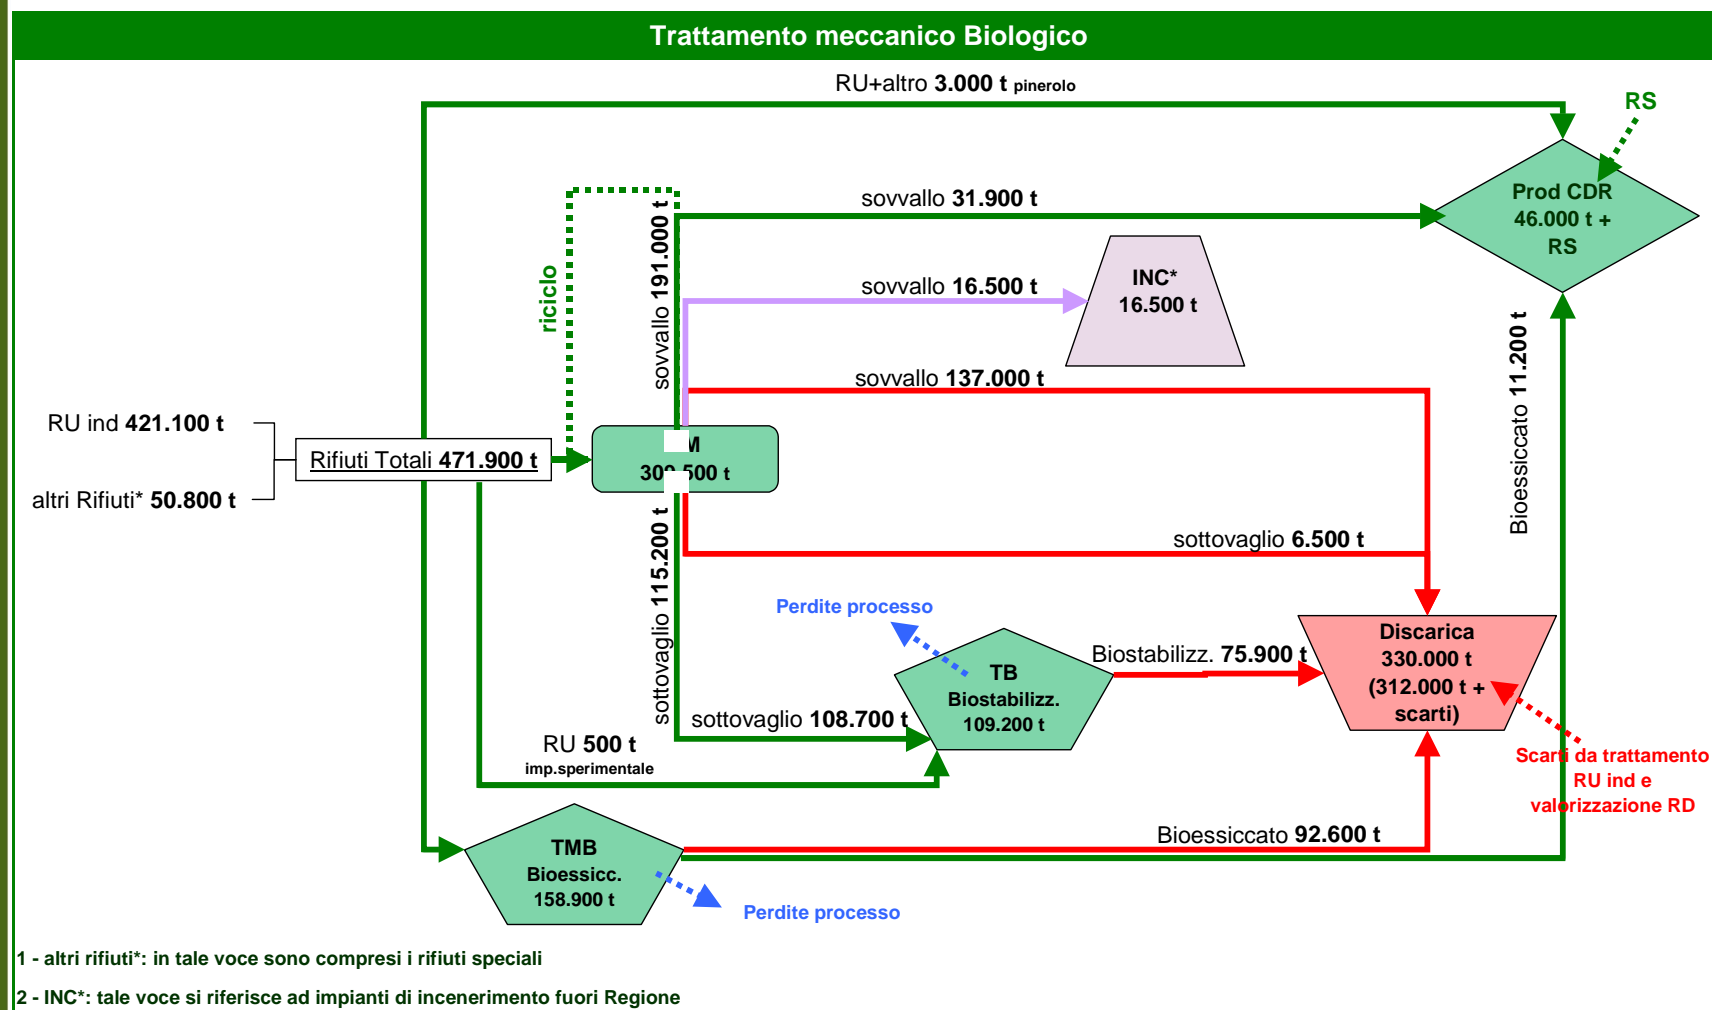 Trattamento meccanico Biologico
RU+altro 3.000 t pinerolo
RS
sovvallo 31.900 t
Prod CDR
46.000 t +
RS
sovvallo 191.000 t
riciclo
sovvallo 16.500 t
INC*
16.500 t
Bioessiccato 11.200 t
sovvallo 137.000 t
RU ind 421.100 t
Rifiuti Totali 471.900 t
altri Rifiuti* 50.800 t
M
309.500 t
sottovaglio 115.200 t
sottovaglio 6.500 t
Perdite processo
TB
Biostabilizz.
109.200 t
Biostabilizz. 75.900 t
Discarica
330.000 t
(312.000 t +
scarti)
sottovaglio 108.700 t
RU 500 t
imp.sperimentale
Scarti da trattamento
RU ind e
valorizzazione RD
Bioessiccato 92.600 t
TMB
Bioessicc.
158.900 t
Perdite processo
1 - altri rifiuti*: in tale voce sono compresi i rifiuti speciali
2 - INC*: tale voce si riferisce ad impianti di incenerimento fuori Regione